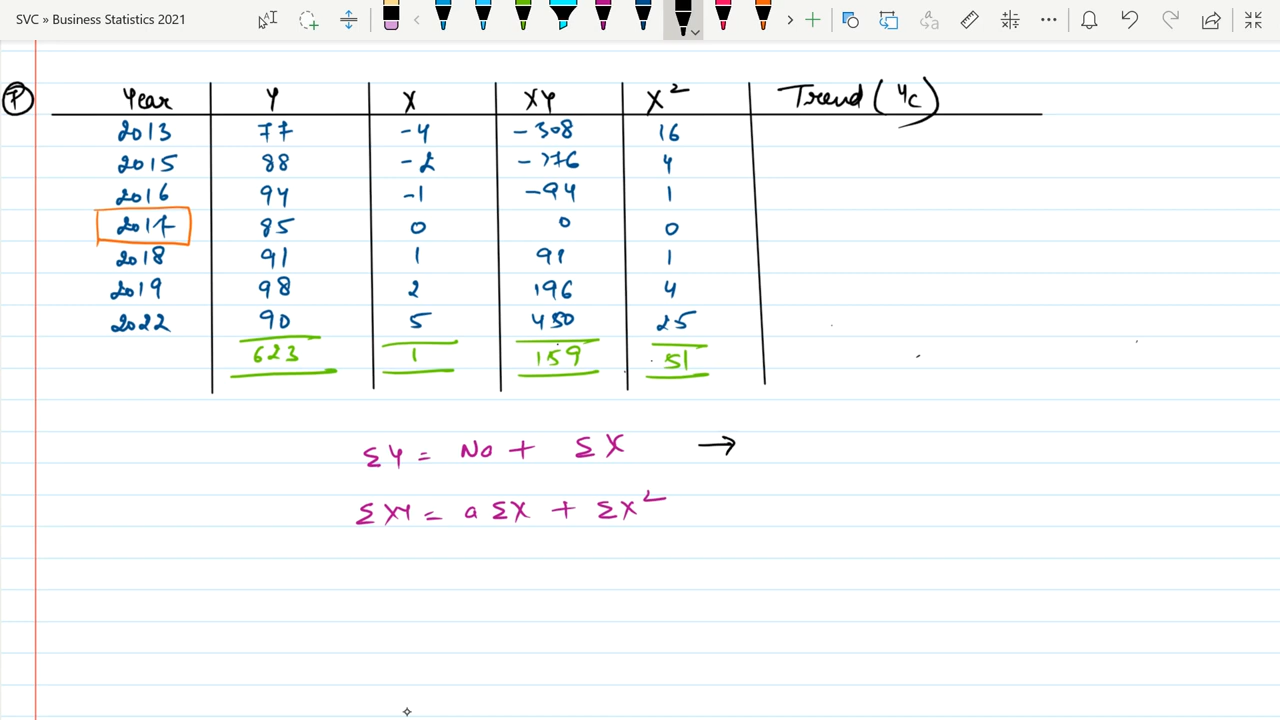 SVC » Business Statistics 2021
Year Y X XY X² Trend (Yc)
2013 77 -4 -308 16
2015 88 -2 -176 4
2016 94 -1 -94 1
2017 85 0 0 0
2018 91 1 91 1
2019 98 2 196 4
2022 90 5 450 25
623 1 159 51
ΣY = Na + ΣX →
ΣXY = a ΣX + ΣX²